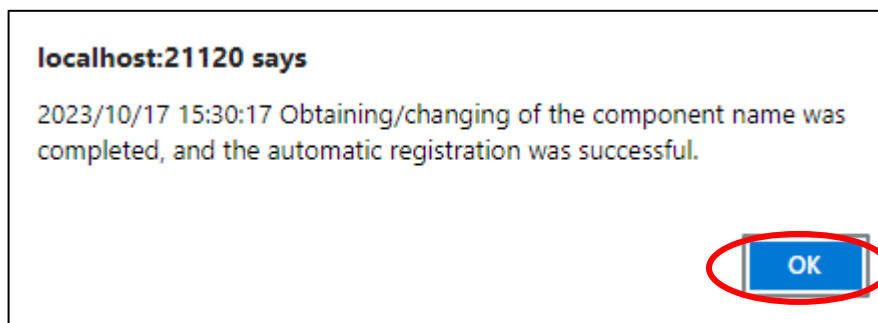 localhost:21120 says
2023/10/17 15:30:17 Obtaining/changing of the component name was
completed, and the automatic registration was successful.
OK